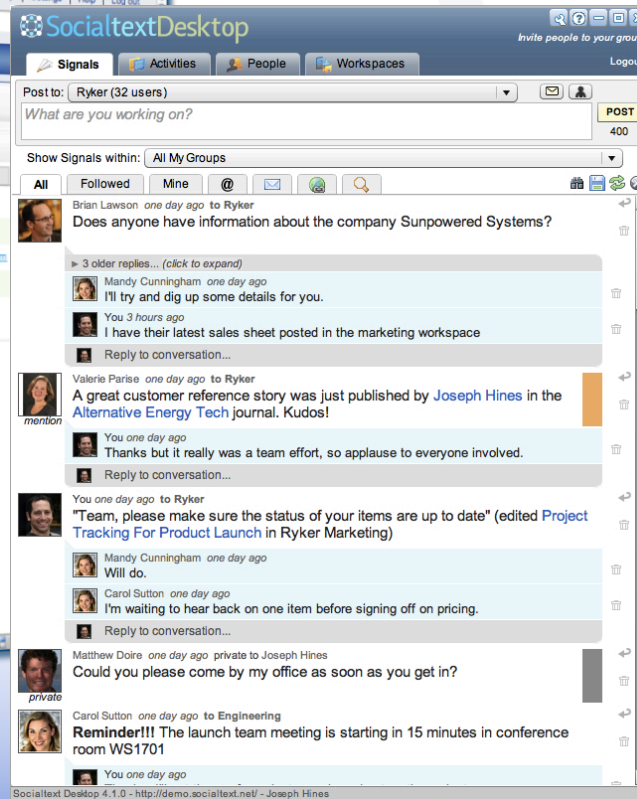 Settings | Help | Log out
SocialtextDesktop
Invite people to your grou
Signals Activities People Workspaces Logou
Post to: Ryker (32 users)
What are you working on?
POST
400
Show Signals within: All My Groups
All Followed Mine @
Brian Lawson one day ago to Ryker
Does anyone have information about the company Sunpowered Systems?
3 older replies... (click to expand)
Mandy Cunningham one day ago
I'll try and dig up some details for you.
You 3 hours ago
I have their latest sales sheet posted in the marketing workspace
Reply to conversation...
Valerie Parise one day ago to Ryker
A great customer reference story was just published by Joseph Hines in the
Alternative Energy Tech journal. Kudos!
mention
You one day ago
Thanks but it really was a team effort, so applause to everyone involved.
Reply to conversation...
You one day ago to Ryker
"Team, please make sure the status of your items are up to date" (edited Project
Tracking For Product Launch in Ryker Marketing)
Mandy Cunningham one day ago
Will do.
Carol Sutton one day ago
I'm waiting to hear back on one item before signing off on pricing.
Reply to conversation...
Matthew Doire one day ago private to Joseph Hines
Could you please come by my office as soon as you get in?
private
Carol Sutton one day ago to Engineering
Reminder!!! The launch team meeting is starting in 15 minutes in conference
room WS1701
You one day ago
Socialtext Desktop 4.1.0 - http://demo.socialtext.net/ - Joseph Hines